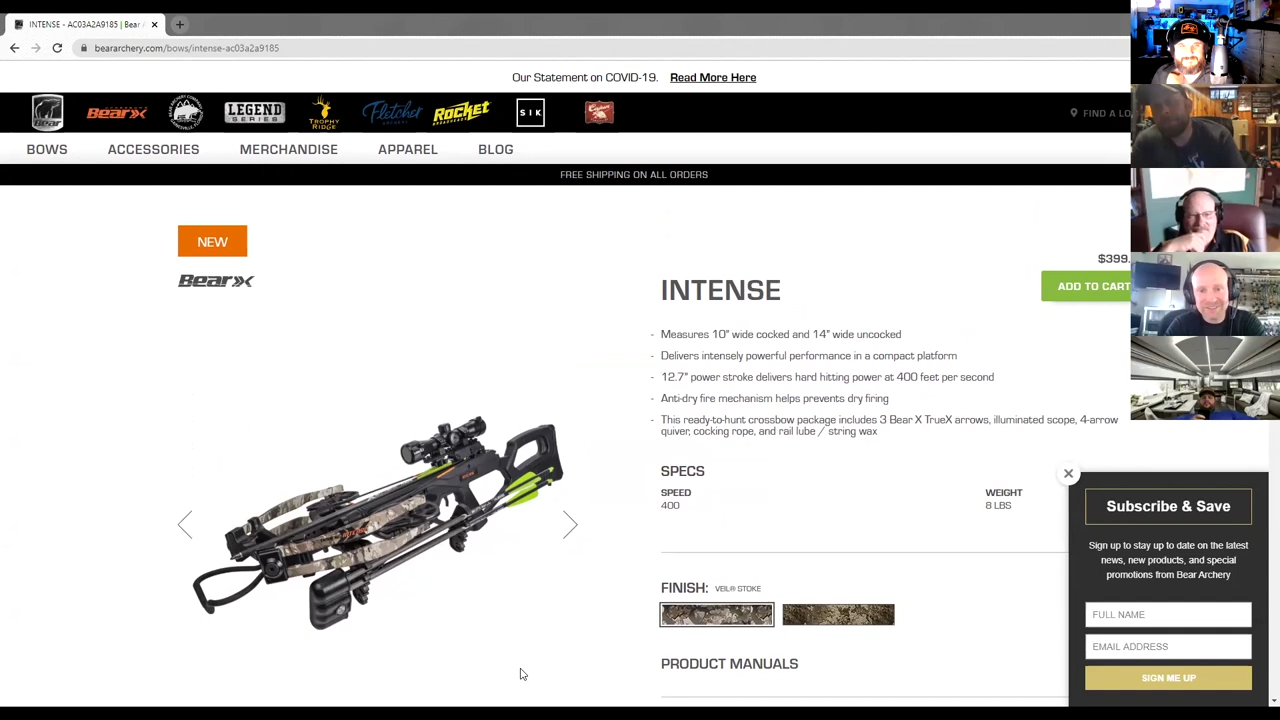 INTENSE - AC03A2A9185 | Bear A
beararchery.com/bows/intense-ac03a2a9185
Our Statement on COVID-19. Read More Here
BearX
LEGEND
SERIES
TROPHY
RIDGE
Fletcher
ROCKET
SIK
FIND A LO
BOWS ACCESSORIES MERCHANDISE APPAREL BLOG
FREE SHIPPING ON ALL ORDERS
NEW
BearX
$399.
INTENSE
ADD TO CART
- Measures 10" wide cocked and 14" wide uncocked
- Delivers intensely powerful performance in a compact platform
- 12.7" power stroke delivers hard hitting power at 400 feet per second
- Anti-dry fire mechanism helps prevents dry firing
- This ready-to-hunt crossbow package includes 3 Bear X TrueX arrows, illuminated scope, 4-arrow
quiver, cocking rope, and rail lube / string wax
SPECS
SPEED WEIGHT
400 8 LBS
FINISH: VEIL® STOKE
PRODUCT MANUALS
Subscribe & Save
Sign up to stay up to date on the latest
news, new products, and special
promotions from Bear Archery
FULL NAME
EMAIL ADDRESS
SIGN ME UP